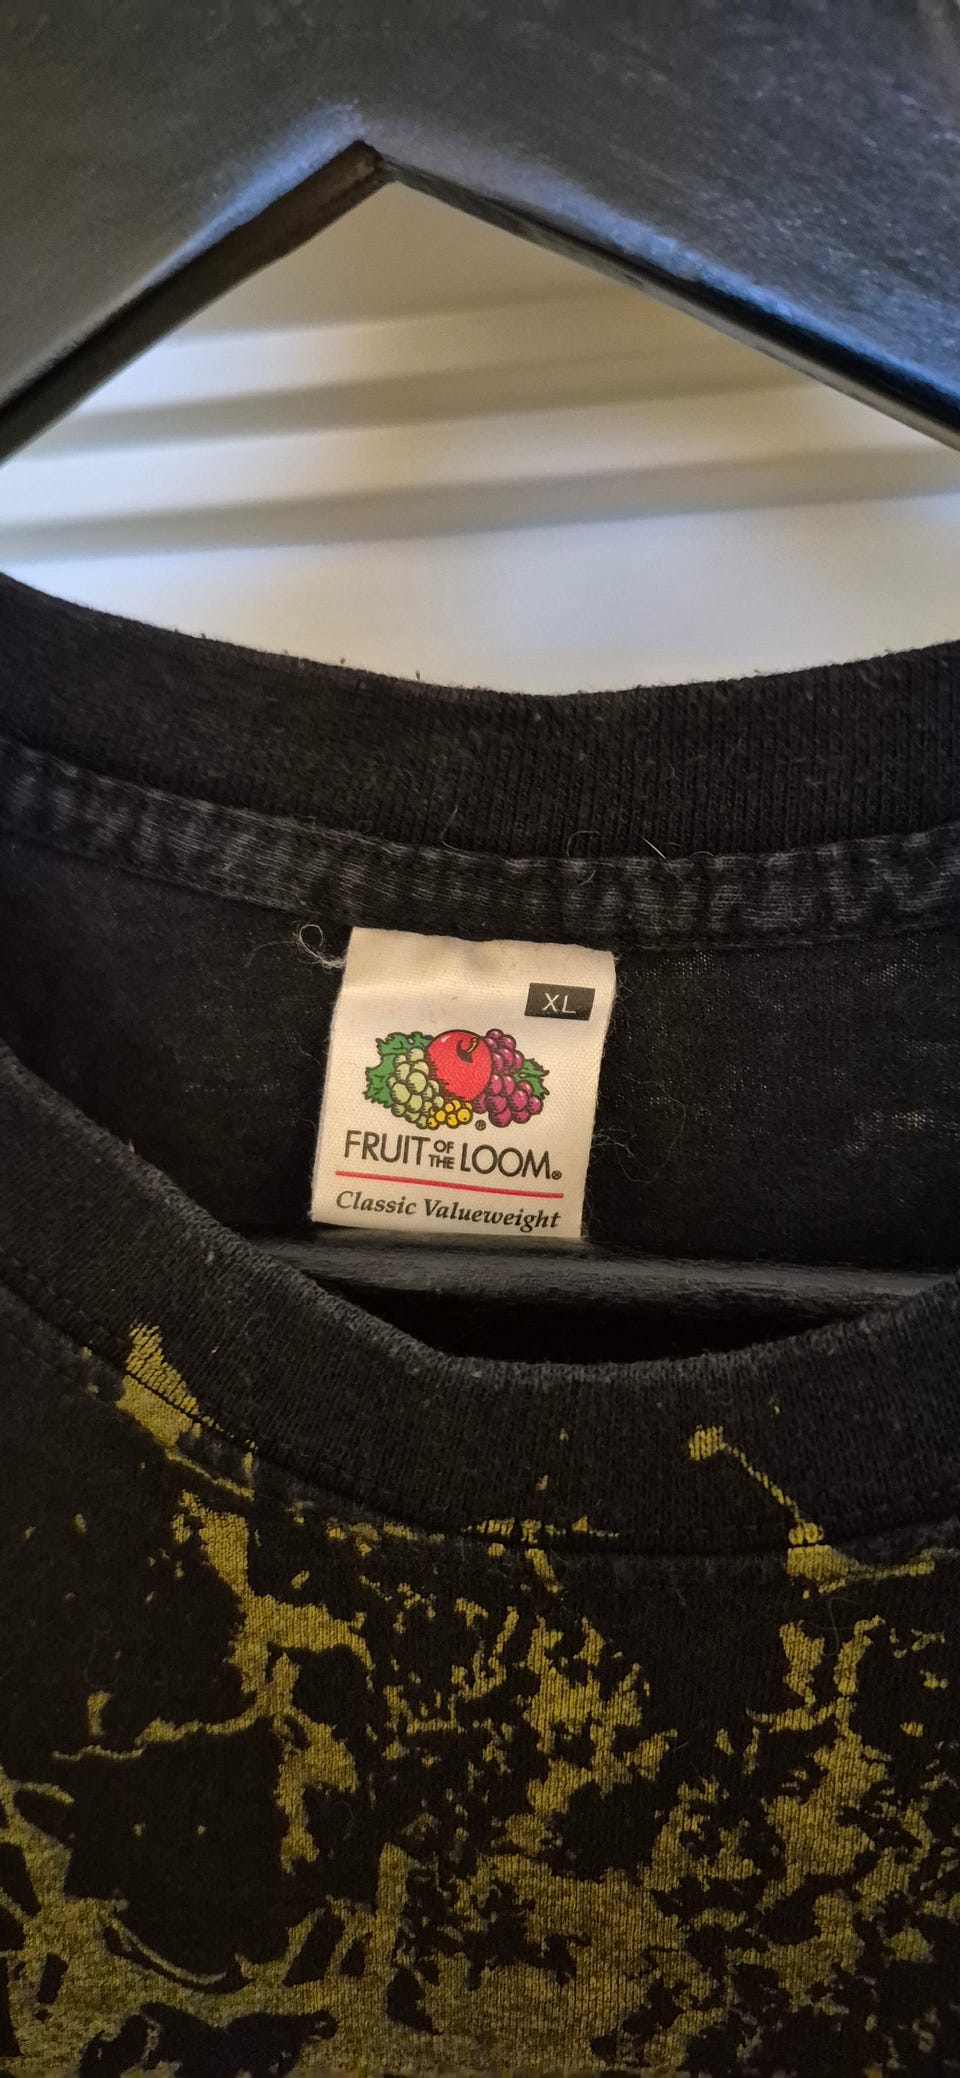 XL
FRUIT OF THE LOOM®
Classic Valueweight